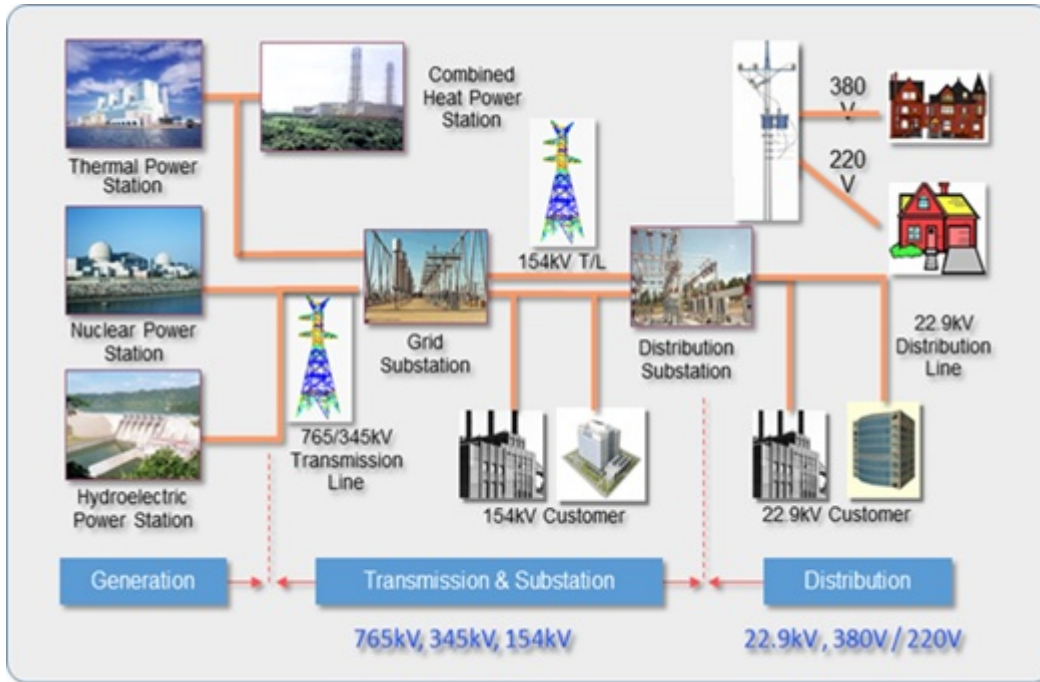 Combined
Heat Power
Station
380
V
220
V
Thermal Power
Station
154kV T/L
Nuclear Power
Station
Grid
Substation
Distribution
Substation
22.9kV
Distribution
Line
765/345kV
Transmission
Line
Hydroelectric
Power Station
154kV Customer
22.9kV Customer
Generation
Transmission & Substation
Distribution
765kV, 345kV, 154kV
22.9kV, 380V / 220V